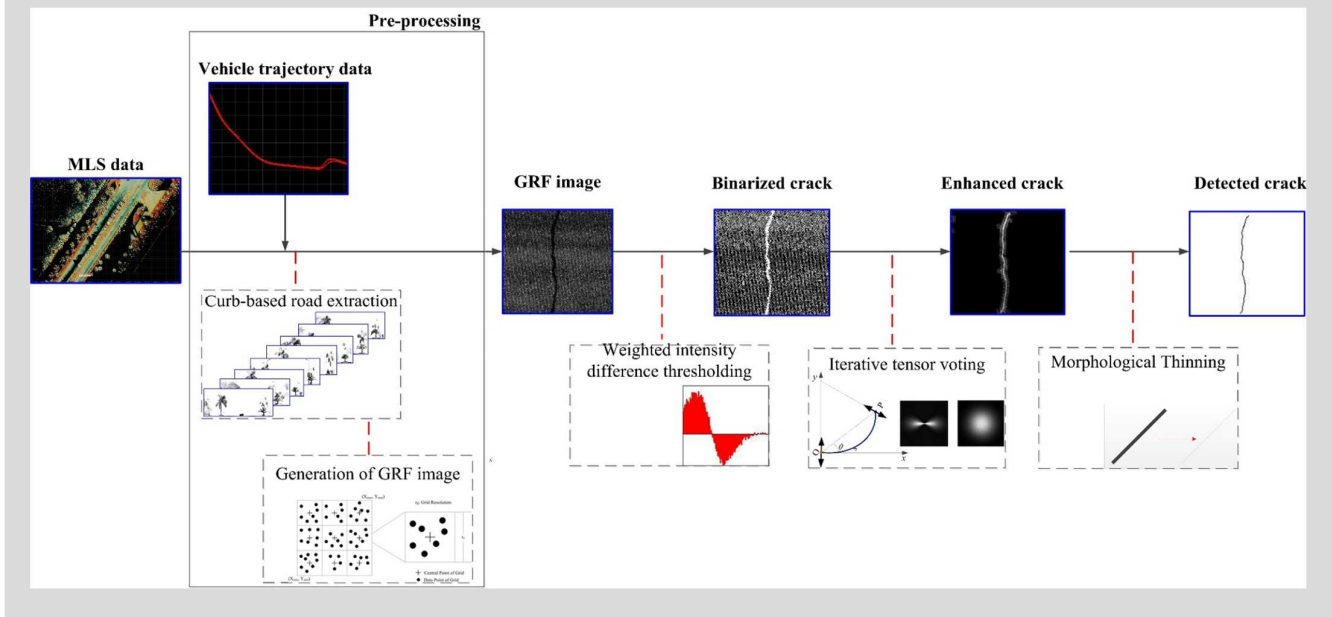 Pre-processing
Vehicle trajectory data
MLS data
GRF image
Binarized crack
Enhanced crack
Detected crack
Curb-based road extraction
Weighted intensity
difference thresholding
Iterative tensor voting
y
P
O
θ
x
Morphological Thinning
Generation of GRF image
Grid Resolution
Central Point of Grid
Data Point of Grid